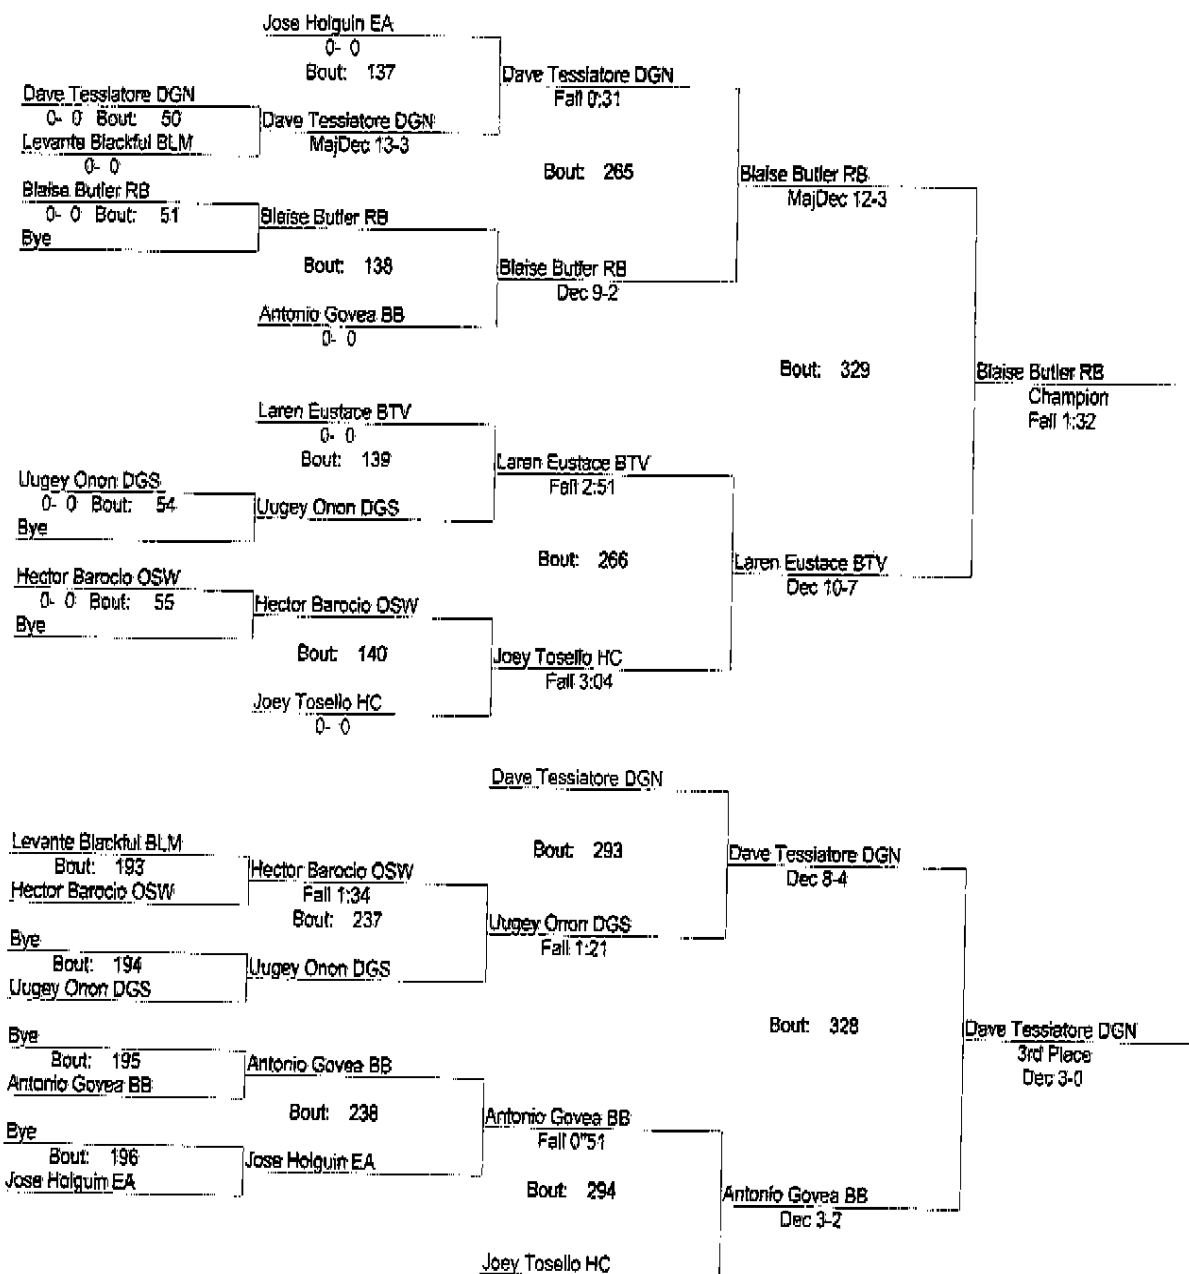 Jose Holguin EA
0- 0
Bout: 137
Dave Tessiatore DGN
Fall 0:31
Dave Tessiatore DGN
0- 0 Bout: 50
Dave Tessiatore DGN
MajDec 13-3
Levante Blackful BLM
0- 0
Bout: 265
Blaise Butler RB
MajDec 12-3
Blaise Butler RB
0- 0 Bout: 51
Blaise Butler RB
Bye
Bout: 138
Blaise Butler RB
Dec 9-2
Antonio Govea BB
0- 0
Bout: 329
Blaise Butler RB
Champion
Fall 1:32
Laren Eustace BTV
0- 0
Bout: 139
Laren Eustace BTV
Fall 2:51
Uugey Onon DGS
0- 0 Bout: 54
Uugey Onon DGS
Bye
Bout: 266
Laren Eustace BTV
Dec 10-7
Hector Barocio OSW
0- 0 Bout: 55
Hector Barocio OSW
Bye
Bout: 140
Joey Tosello HC
Fall 3:04
Joey Tosello HC
0- 0
Dave Tessiatore DGN
Bout: 293
Dave Tessiatore DGN
Dec 8-4
Levante Blackful BLM
Bout: 193
Hector Barocio OSW
Hector Barocio OSW
Fall 1:34
Bout: 237
Uugey Onon DGS
Fall 1:21
Bye
Bout: 194
Uugey Onon DGS
Uugey Onon DGS
Bout: 328
Dave Tessiatore DGN
3rd Place
Dec 3-0
Bye
Bout: 195
Antonio Govea BB
Antonio Govea BB
Bout: 238
Antonio Govea BB
Fall 0"51
Bye
Bout: 196
Jose Holguin EA
Jose Holguin EA
Bout: 294
Antonio Govea BB
Dec 3-2
Joey Tosello HC